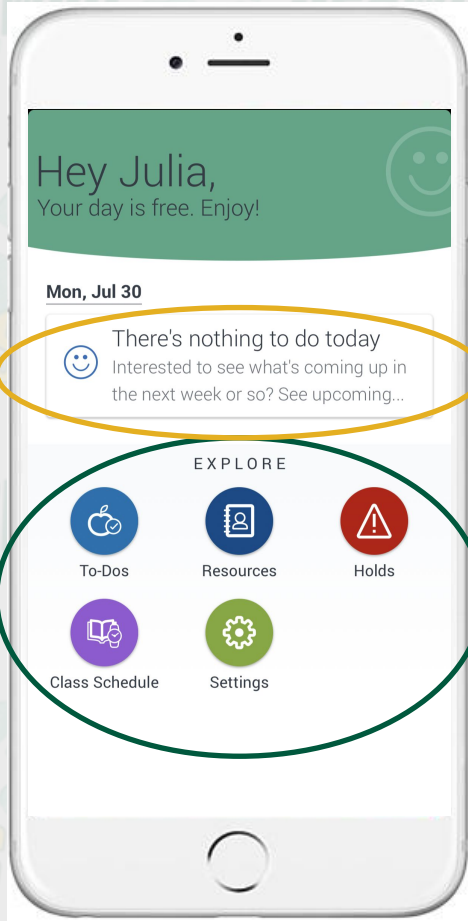 Hey Julia,
Your day is free. Enjoy!
Mon, Jul 30
There's nothing to do today
Interested to see what's coming up in
the next week or so? See upcoming...
EXPLORE
To-Dos
Resources
Holds
Class Schedule
Settings